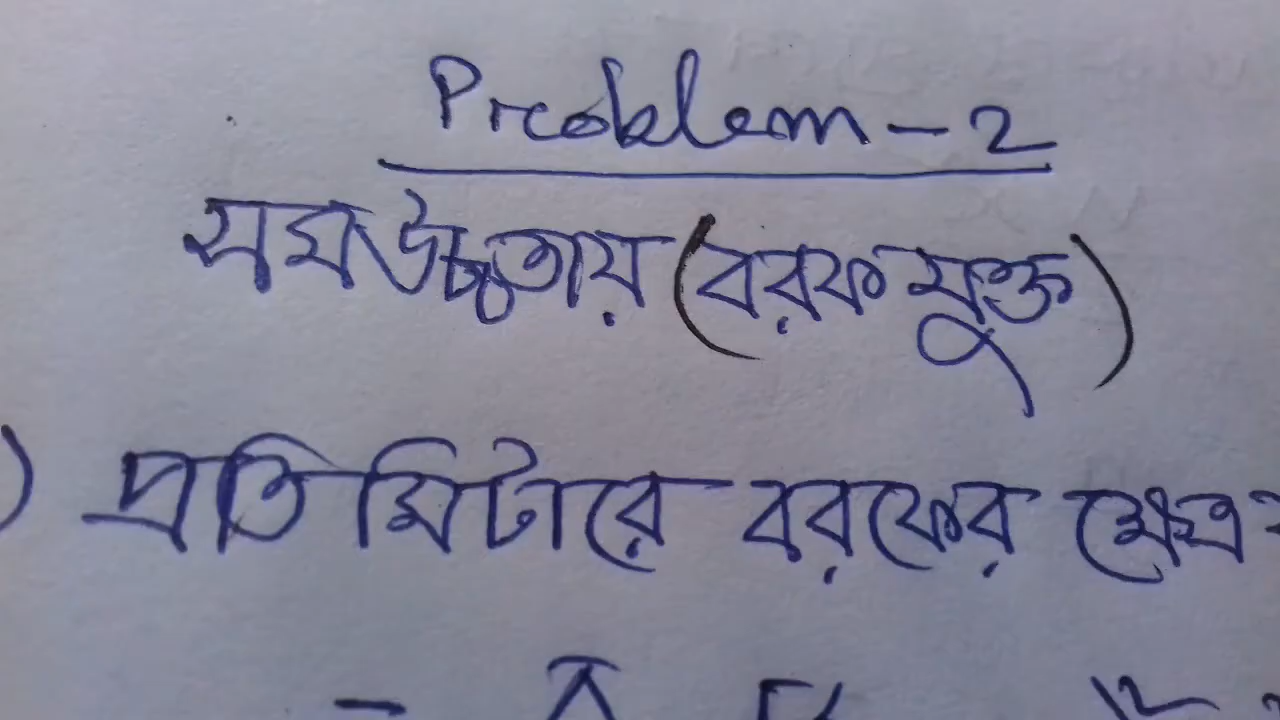 Problem-2
সমউচ্চতায় (বরফ মুক্ত)
) প্রতি মিটারে বরফের ক্ষেত্র